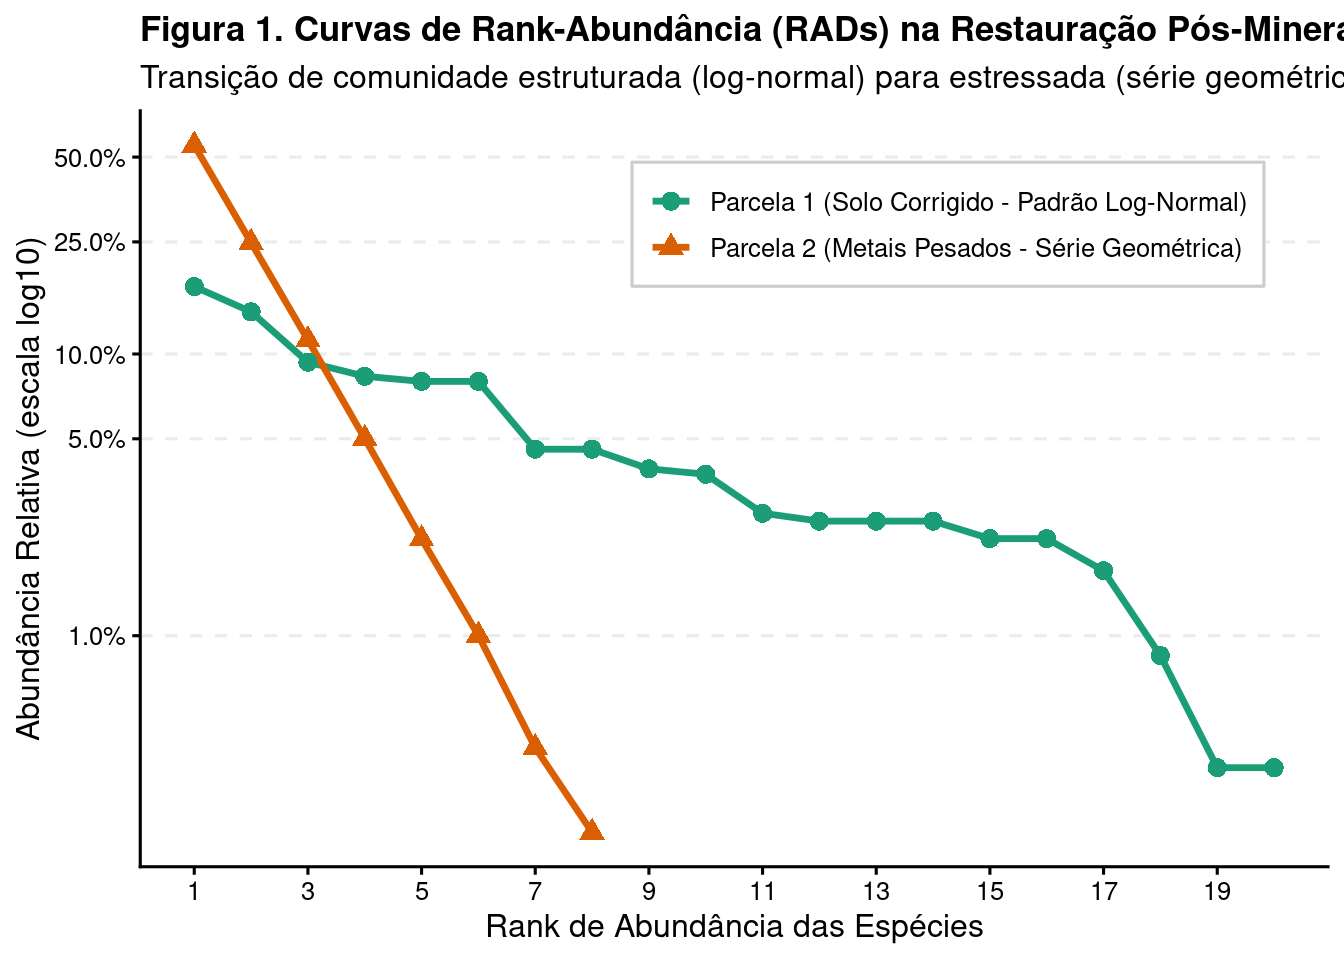 Figura 1. Curvas de Rank-Abundância (RADs) na Restauração Pós-Minera
Transição de comunidade estruturada (log-normal) para estressada (série geométric
Abundância Relativa (escala log10)
50.0%
25.0%
10.0%
5.0%
1.0%
Parcela 1 (Solo Corrigido - Padrão Log-Normal)
Parcela 2 (Metais Pesados - Série Geométrica)
1 3 5 7 9 11 13 15 17 19
Rank de Abundância das Espécies